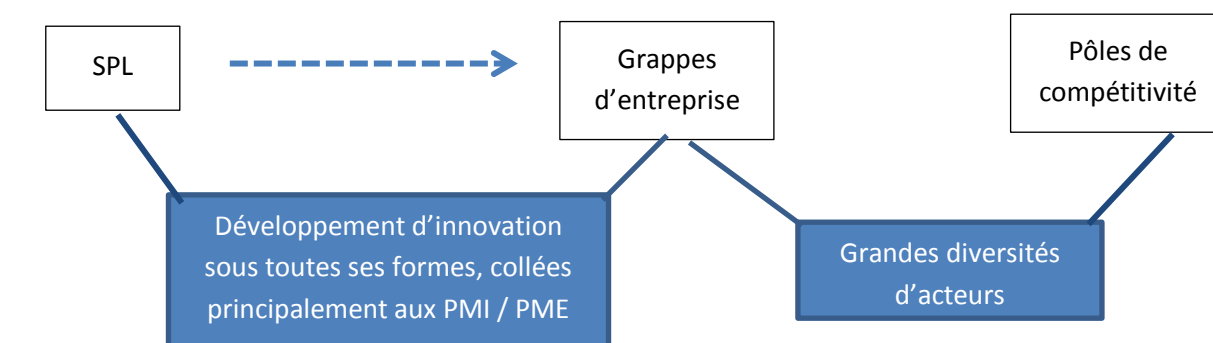 SPL
Grappes
d’entreprise
Pôles de
compétitivité
Développement d’innovation
sous toutes ses formes, collées
principalement aux PMI / PME
Grandes diversités
d’acteurs